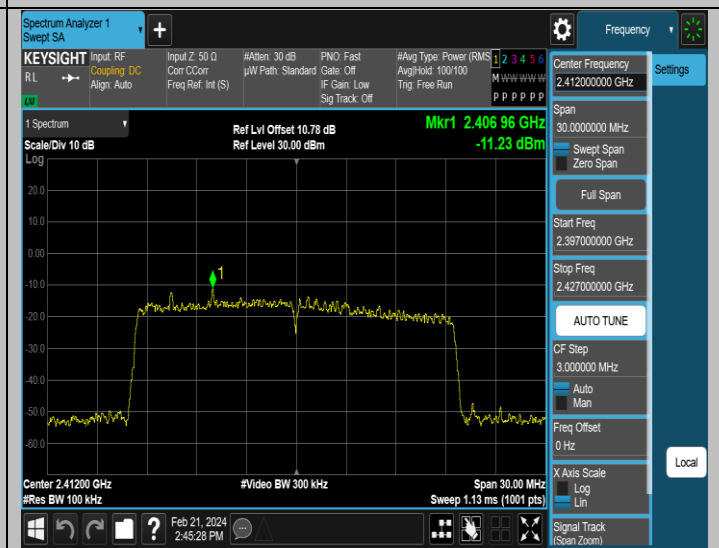 Spectrum Analyzer 1
Swept SA
Frequency
KEYSIGHT
R L
LXI
Input: RF
Coupling: DC
Align: Auto
Input Z: 50 Ω
Corr CCorr
Freq Ref: Int (S)
#Atten: 30 dB
µW Path: Standard
PNO: Fast
Gate: Off
IF Gain: Low
Sig Track: Off
#Avg Type: Power (RMS
Avg|Hold: 100/100
Trig: Free Run
1 2 3 4 5 6
M W W W W W
P P P P P P
Center Frequency
2.412000000 GHz
Settings
Span
30.0000000 MHz
Swept Span
Zero Span
Full Span
Start Freq
2.397000000 GHz
Stop Freq
2.427000000 GHz
AUTO TUNE
CF Step
3.000000 MHz
Auto
Man
Freq Offset
0 Hz
X Axis Scale
Log
Lin
Signal Track
(Span Zoom)
Local
1 Spectrum
Scale/Div 10 dB
Log
Ref Lvl Offset 10.78 dB
Ref Level 30.00 dBm
Mkr1 2.406 96 GHz
-11.23 dBm
20.0
10.0
0.00
-10.0
-20.0
-30.0
-40.0
-50.0
-60.0
1
Center 2.41200 GHz
#Res BW 100 kHz
#Video BW 300 kHz
Span 30.00 MHz
Sweep 1.13 ms (1001 pts)
?
Feb 21, 2024
2:45:28 PM